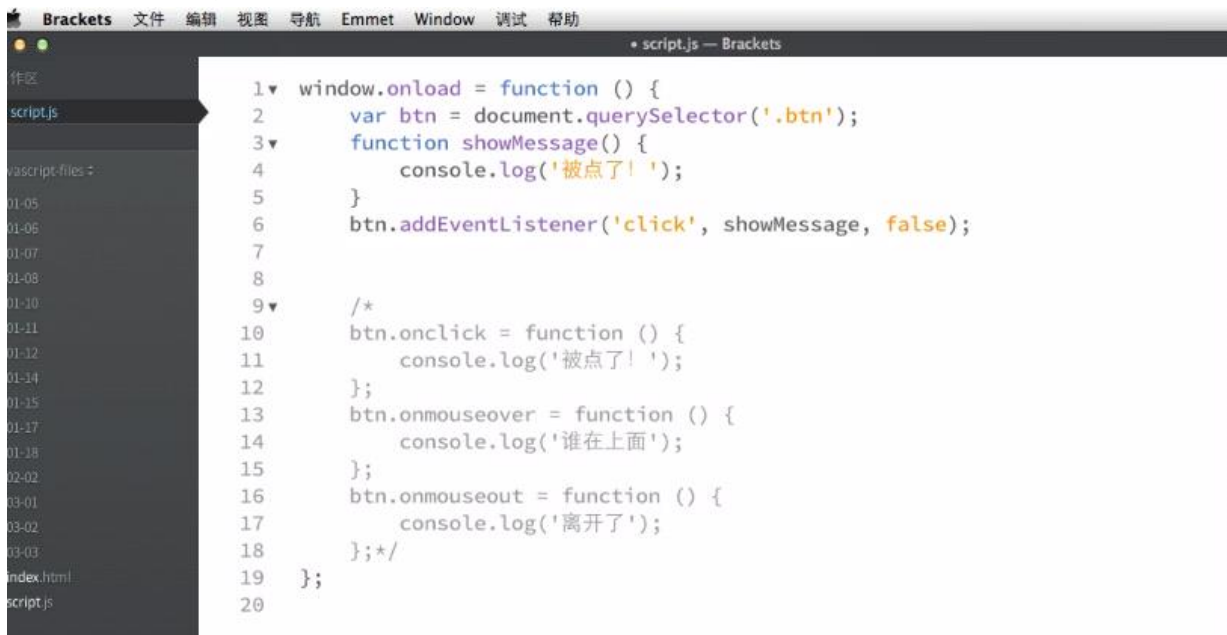 Brackets 文件 编辑 视图 导航 Emmet Window 调试 帮助
• script.js — Brackets
作区
script.js
vascript-files
01-05
01-06
01-07
01-08
01-10
01-11
01-12
01-14
01-15
01-17
01-18
02-02
03-01
03-02
03-03
index.html
script.js
1 window.onload = function () {
2 var btn = document.querySelector('.btn');
3 function showMessage() {
4 console.log('被点了！');
5 }
6 btn.addEventListener('click', showMessage, false);
7
8
9 /*
10 btn.onclick = function () {
11 console.log('被点了！');
12 };
13 btn.onmouseover = function () {
14 console.log('谁在上面');
15 };
16 btn.onmouseout = function () {
17 console.log('离开了');
18 };*/
19 };
20